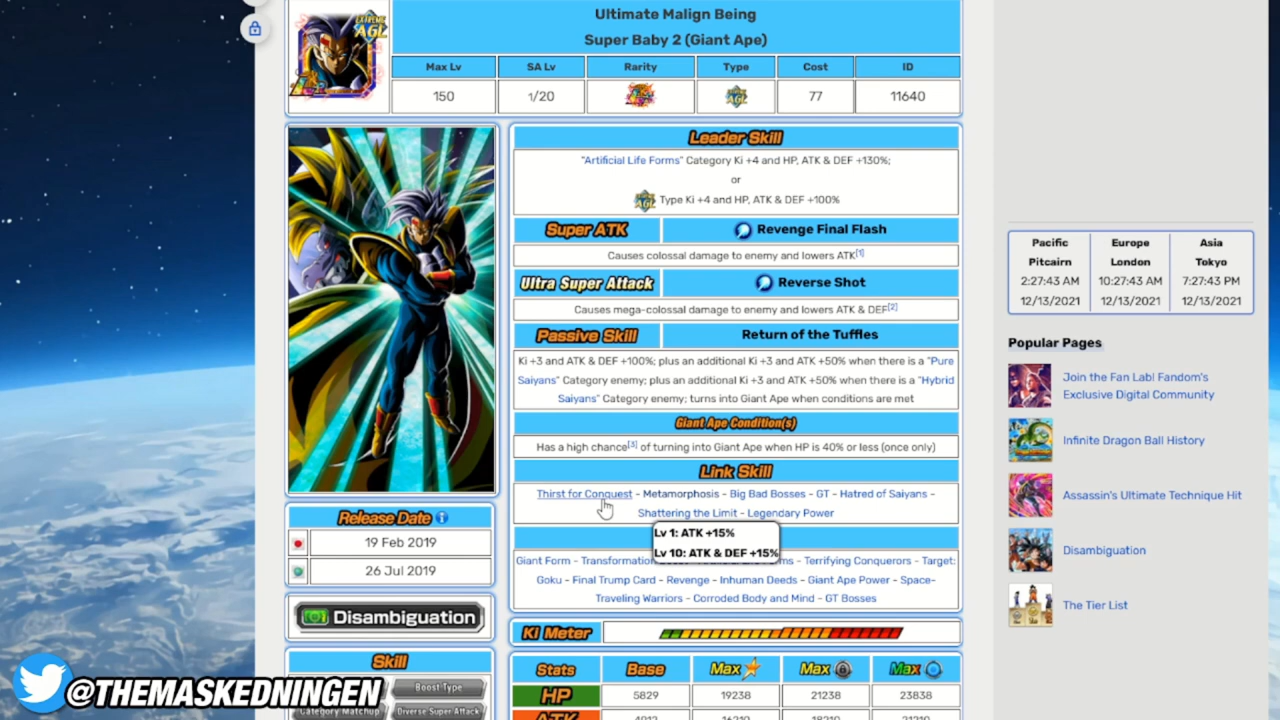 Ultimate Malign Being
Super Baby 2 (Giant Ape)
EXTREME
AGL
Max Lv SA Lv Rarity Type Cost ID
150 1/20 LR AGL 77 11640
Leader Skill
"Artificial Life Forms" Category Ki +4 and HP, ATK & DEF +130%;
or
AGL Type Ki +4 and HP, ATK & DEF +100%
Super ATK Revenge Final Flash
Causes colossal damage to enemy and lowers ATK[1]
Ultra Super Attack Reverse Shot
Causes mega-colossal damage to enemy and lowers ATK & DEF[2]
Passive Skill Return of the Tuffles
Ki +3 and ATK & DEF +100%; plus an additional Ki +3 and ATK +50% when there is a "Pure
Saiyans" Category enemy; plus an additional Ki +3 and ATK +50% when there is a "Hybrid
Saiyans" Category enemy; turns into Giant Ape when conditions are met
Giant Ape Condition(s)
Has a high chance[3] of turning into Giant Ape when HP is 40% or less (once only)
Link Skill
Thirst for Conquest - Metamorphosis - Big Bad Bosses - GT - Hatred of Saiyans -
Shattering the Limit - Legendary Power
Lv 1: ATK +15%
Lv 10: ATK & DEF +15%
Giant Form - Transformation - Terrifying Conquerors - Target:
Goku - Final Trump Card - Revenge - Inhuman Deeds - Giant Ape Power - Space-
Traveling Warriors - Corroded Body and Mind - GT Bosses
Ki Meter
Stats Base Max Max Max
HP 5829 19238 21238 23838
Release Date
19 Feb 2019
26 Jul 2019
Disambiguation
Skill
Boost Type
Category Matchup Diverse Super Attack
Pacific Europe Asia
Pitcairn London Tokyo
2:27:43 AM 10:27:43 AM 7:27:43 PM
12/13/2021 12/13/2021 12/13/2021
Popular Pages
Join the Fan Lab! Fandom's
Exclusive Digital Community
Infinite Dragon Ball History
Assassin's Ultimate Technique Hit
Disambiguation
The Tier List
@THEMASKEDNINGEN